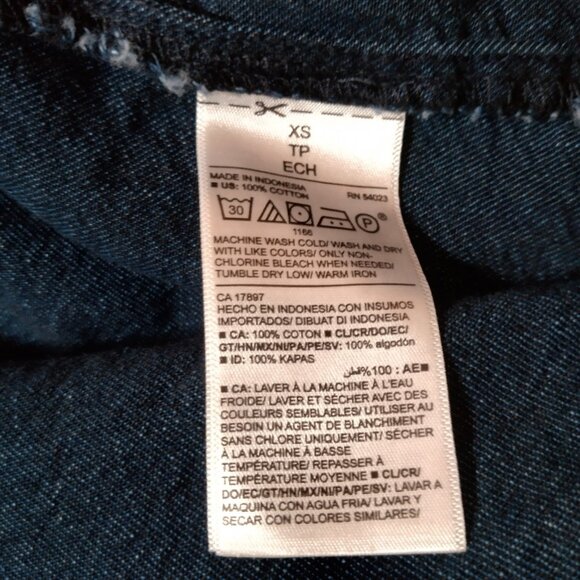 XS
TP
ECH
MADE IN INDONESIA
■ US: 100% COTTON RN 54023
30 P ®
1166
MACHINE WASH COLD/ WASH AND DRY
WITH LIKE COLORS/ ONLY NON-
CHLORINE BLEACH WHEN NEEDED/
TUMBLE DRY LOW/ WARM IRON
CA 17897
HECHO EN INDONESIA CON INSUMOS
IMPORTADOS/ DIBUAT DI INDONESIA
■ CA: 100% COTON ■ CL/CR/DO/EC/
GT/HN/MX/NI/PA/PE/SV: 100% algodón
■ ID: 100% KAPAS
■ AE: 100% قطن
■ CA: LAVER À LA MACHINE À L'EAU
FROIDE/ LAVER ET SÉCHER AVEC DES
COULEURS SEMBLABLES/ UTILISER AU
BESOIN UN AGENT DE BLANCHIMENT
SANS CHLORE UNIQUEMENT/ SÉCHER
À LA MACHINE À BASSE
TEMPÉRATURE/ REPASSER À
TEMPÉRATURE MOYENNE ■ CL/CR/
DO/EC/GT/HN/MX/NI/PA/PE/SV: LAVAR A
MAQUINA CON AGUA FRIA/ LAVAR Y
SECAR CON COLORES SIMILARES/